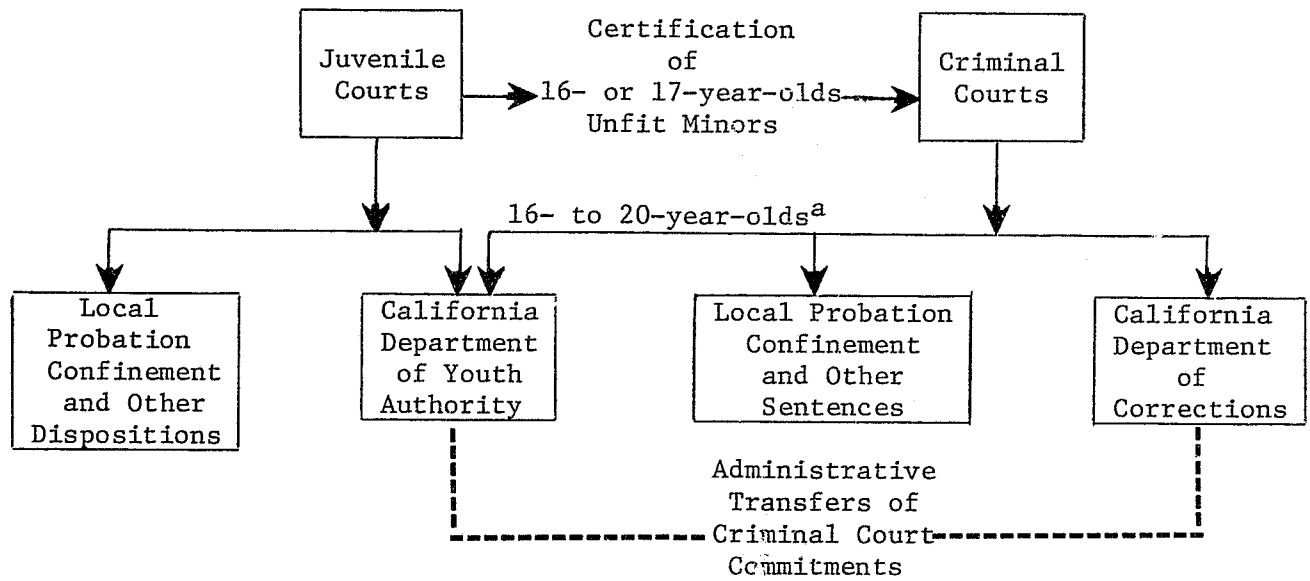 Juvenile
Courts
Certification
of
16- or 17-year-olds
Unfit Minors
Criminal
Courts
16- to 20-year-oldsᵃ
Local
Probation
Confinement
and Other
Dispositions
California
Department
of Youth
Authority
Local Probation
Confinement
and Other
Sentences
California
Department
of
Corrections
Administrative
Transfers of
Criminal Court
Commitments